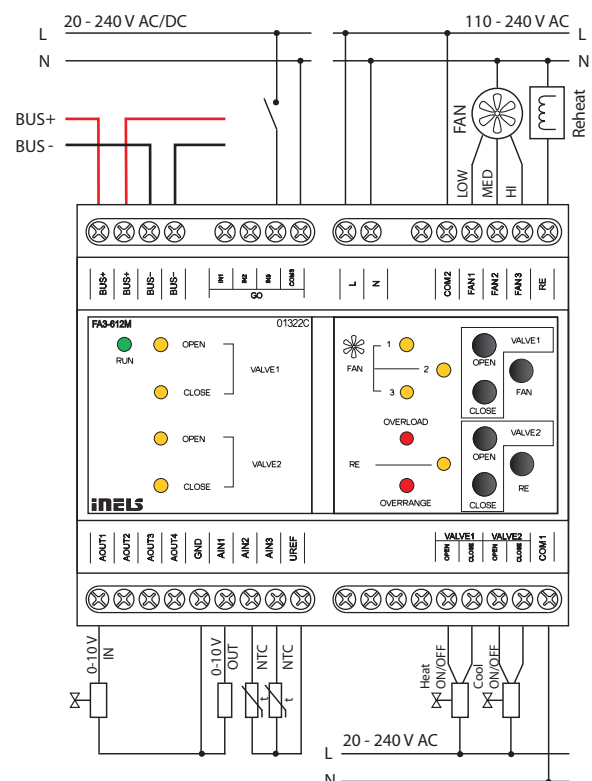 20 - 240 V AC/DC
110 - 240 V AC
L
L
N
N
BUS+
BUS -
FAN
Reheat
LOW
MED
HI
BUS+
BUS+
BUS-
BUS-
IN1
IN2
IN3
COM3
GO
L
N
COM2
FAN1
FAN2
FAN3
RE
FA3-612M
01322C
RUN
OPEN
CLOSE
VALVE1
OPEN
CLOSE
VALVE2
iNELS
FAN
1
2
3
OVERLOAD
RE
OVERRANGE
VALVE1
OPEN
CLOSE
FAN
VALVE2
OPEN
CLOSE
RE
AOUT1
AOUT2
AOUT3
AOUT4
GND
AIN1
AIN2
AIN3
UREF
VALVE1
VALVE2
OPEN
CLOSE
OPEN
CLOSE
COM1
0-10 V
IN
0-10 V
OUT
NTC
NTC
t
t
Heat
ON/OFF
Cool
ON/OFF
20 - 240 V AC
L
N